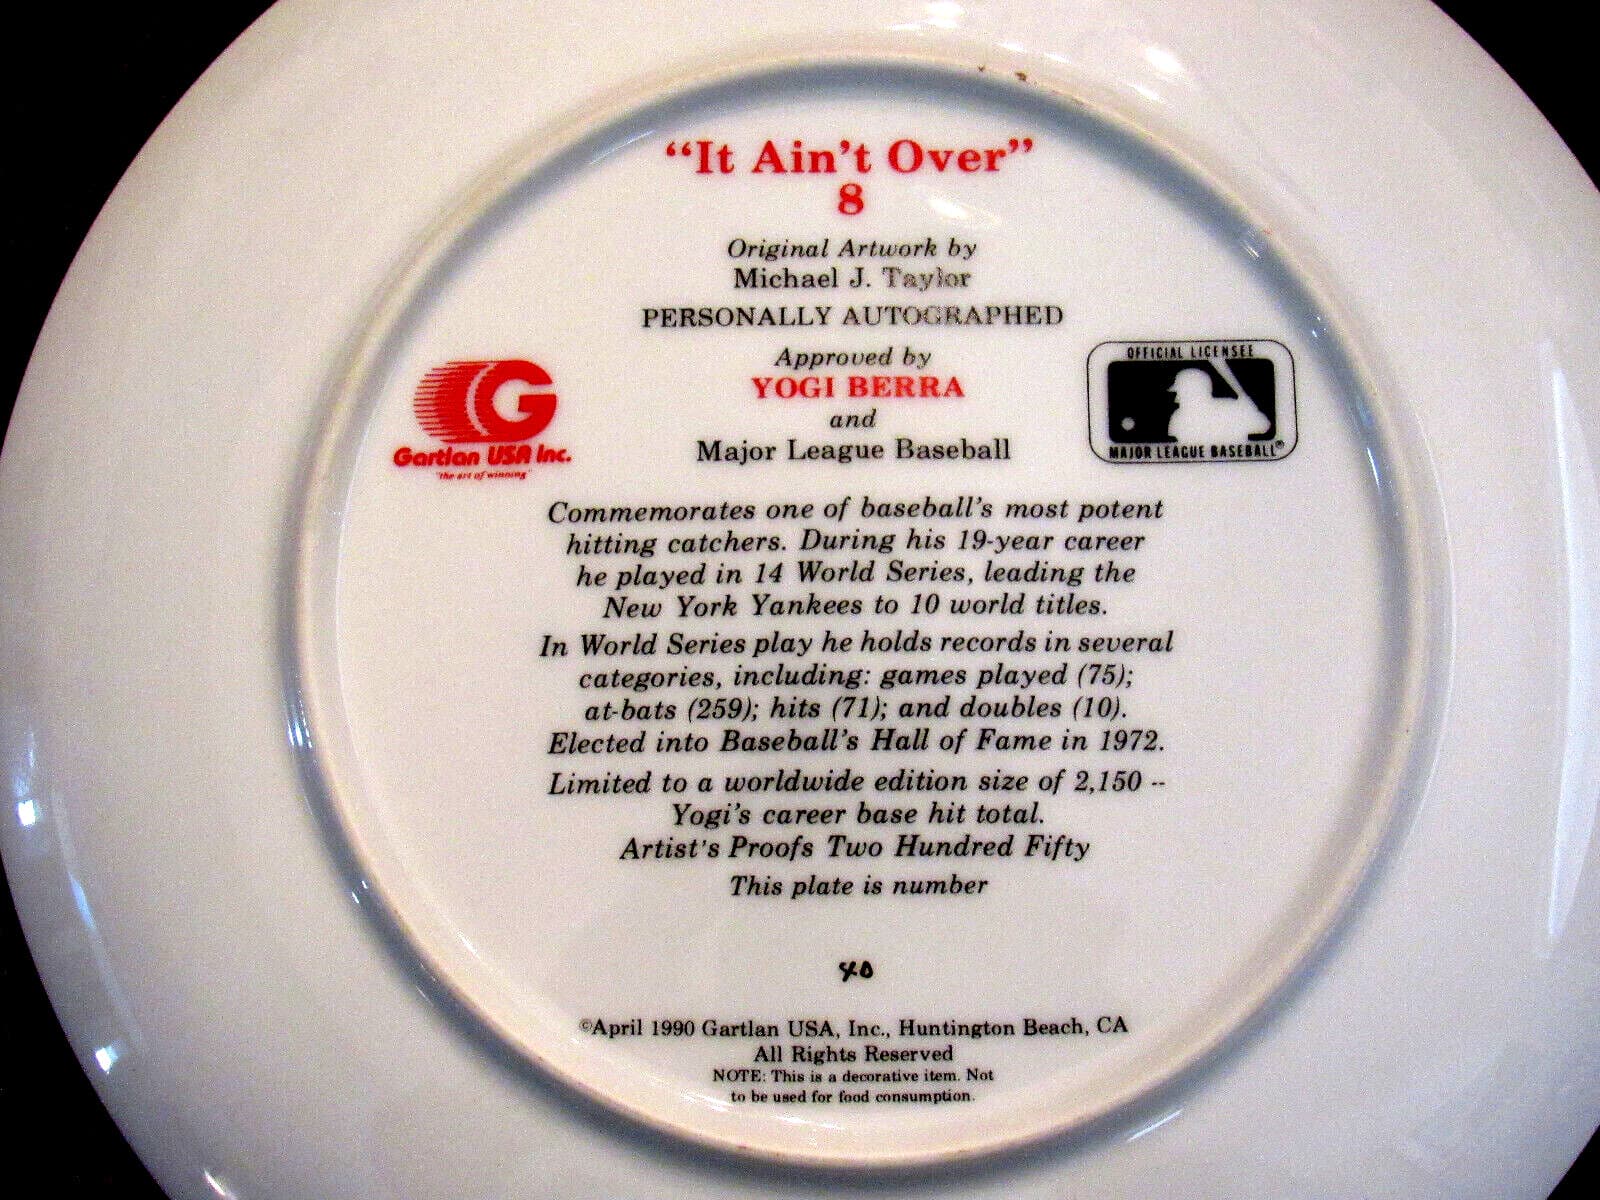 “It Ain't Over”
8
Original Artwork by
Michael J. Taylor
PERSONALLY AUTOGRAPHED
Approved by
YOGI BERRA
and
Major League Baseball
Gartlan USA Inc.
"the art of winning"
OFFICIAL LICENSEE
MAJOR LEAGUE BASEBALL®
Commemorates one of baseball's most potent
hitting catchers. During his 19-year career
he played in 14 World Series, leading the
New York Yankees to 10 world titles.
In World Series play he holds records in several
categories, including: games played (75);
at-bats (259); hits (71); and doubles (10).
Elected into Baseball's Hall of Fame in 1972.
Limited to a worldwide edition size of 2,150 --
Yogi's career base hit total.
Artist's Proofs Two Hundred Fifty
This plate is number
©April 1990 Gartlan USA, Inc., Huntington Beach, CA
All Rights Reserved
NOTE: This is a decorative item. Not
to be used for food consumption.